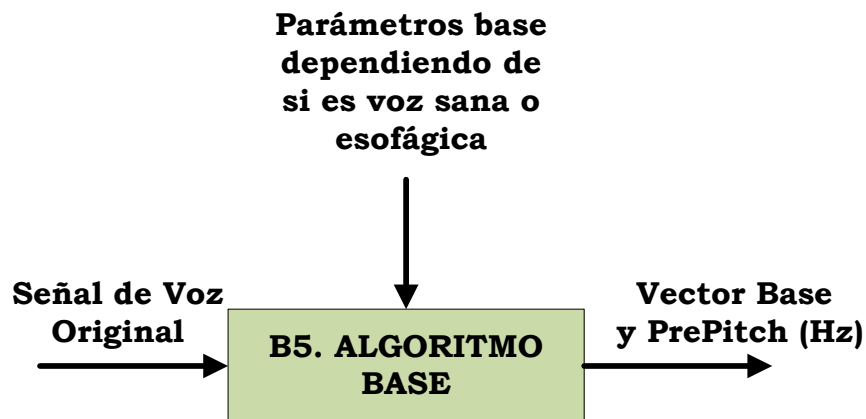 Parámetros base
dependiendo de
si es voz sana o
esofágica
Señal de Voz
Original
B5. ALGORITMO
BASE
Vector Base
y PrePitch (Hz)